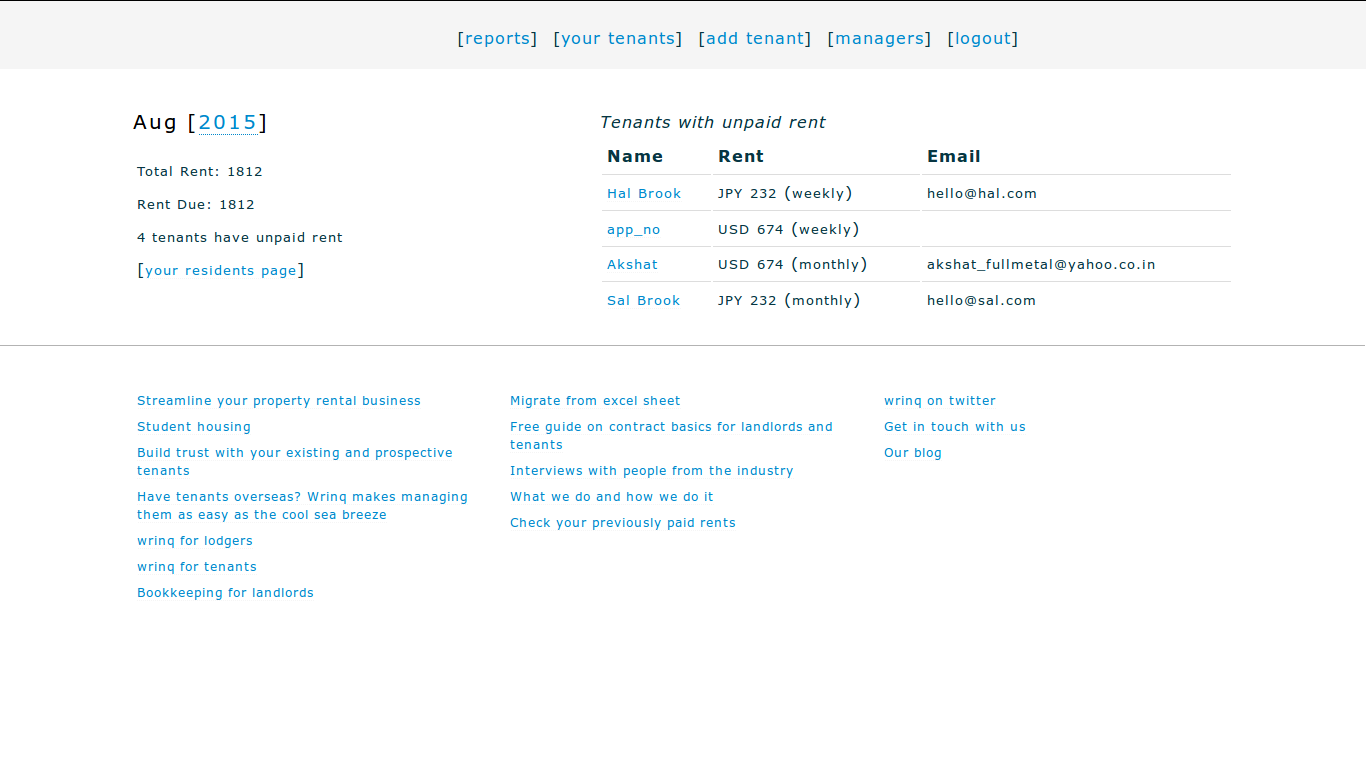 [reports] [your tenants] [add tenant] [managers] [logout]
Aug [2015]
Total Rent: 1812
Rent Due: 1812
4 tenants have unpaid rent
[your residents page]
Tenants with unpaid rent
Name Rent Email
Hal Brook JPY 232 (weekly) hello@hal.com
app_no USD 674 (weekly)
Akshat USD 674 (monthly) akshat_fullmetal@yahoo.co.in
Sal Brook JPY 232 (monthly) hello@sal.com
Streamline your property rental business
Student housing
Build trust with your existing and prospective
tenants
Have tenants overseas? Wrinq makes managing
them as easy as the cool sea breeze
wrinq for lodgers
wrinq for tenants
Bookkeeping for landlords
Migrate from excel sheet
Free guide on contract basics for landlords and
tenants
Interviews with people from the industry
What we do and how we do it
Check your previously paid rents
wrinq on twitter
Get in touch with us
Our blog